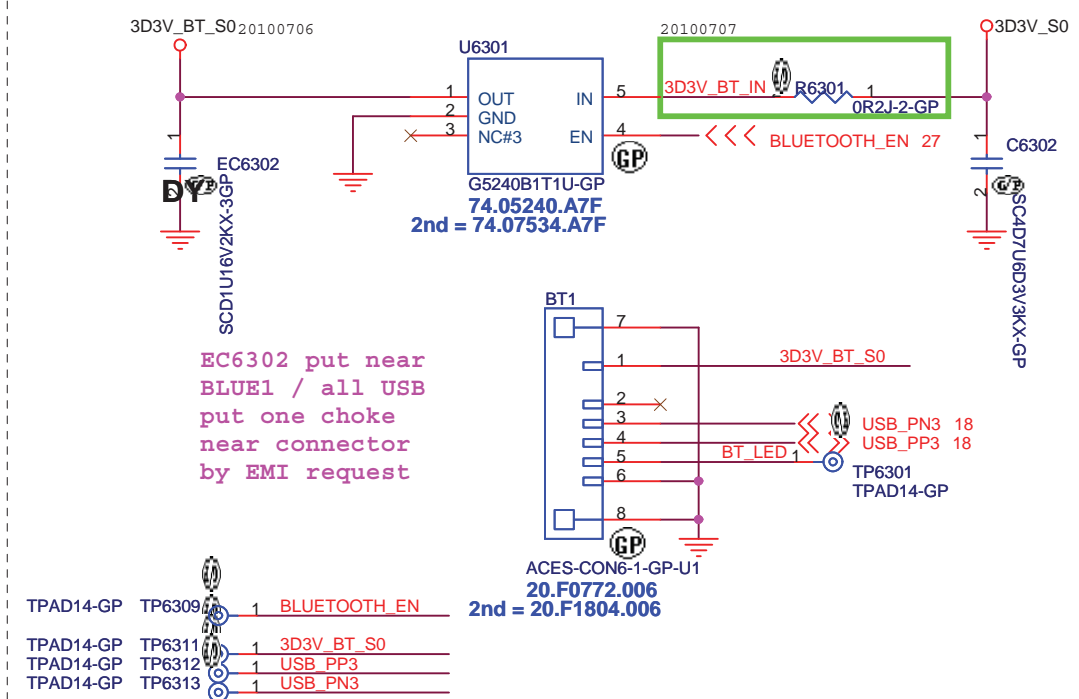 3D3V_BT_S0 20100706
20100707
3D3V_S0
U6301
1 OUT IN 5
2 GND
3 NC#3 EN 4
3D3V_BT_IN R6301 1
0R2J-2-GP
BLUETOOTH_EN 27
GP
G5240B1T1U-GP
74.05240.A7F
2nd = 74.07534.A7F
1
EC6302
DY
2
SCD1U16V2KX-3GP
1
C6302
2
SC4D7U6D3V3KX-GP
BT1
7
1 3D3V_BT_S0
2
3 USB_PN3 18
4 USB_PP3 18
5 BT_LED 1
6
TP6301
TPAD14-GP
8
GP
ACES-CON6-1-GP-U1
20.F0772.006
2nd = 20.F1804.006
EC6302 put near
BLUE1 / all USB
put one choke
near connector
by EMI request
TPAD14-GP TP6309 1 BLUETOOTH_EN
TPAD14-GP TP6311 1 3D3V_BT_S0
TPAD14-GP TP6312 1 USB_PP3
TPAD14-GP TP6313 1 USB_PN3